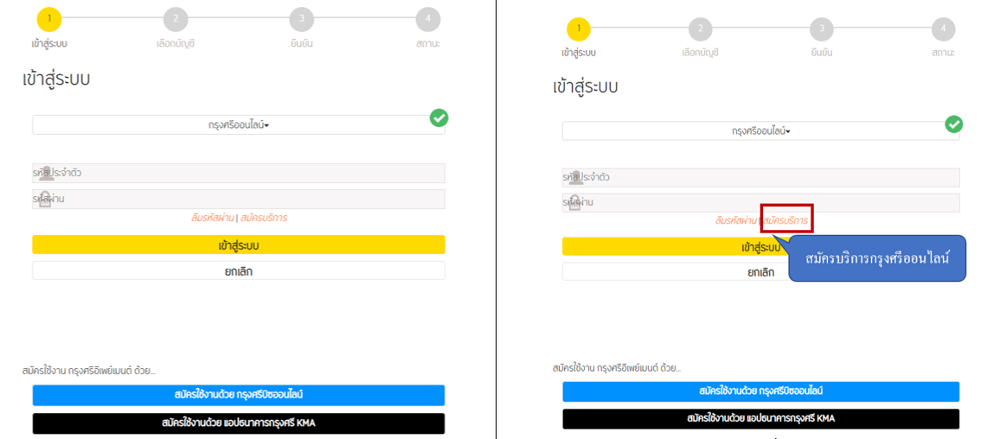 1 2 3 4
เข้าสู่ระบบ เลือกบัญชี ยืนยัน สถานะ
เข้าสู่ระบบ
กรุงศรีออนไลน์
รหัสประจำตัว
รหัสผ่าน
ลืมรหัสผ่าน | สมัครบริการ
เข้าสู่ระบบ
ยกเลิก
สมัครใช้งาน กรุงศรีอีเพย์เมนต์ ด้วย...
สมัครใช้งานด้วย กรุงศรีบิซออนไลน์
สมัครใช้งานด้วย แอปธนาคารกรุงศรี KMA
1 2 3 4
เข้าสู่ระบบ เลือกบัญชี ยืนยัน สถานะ
เข้าสู่ระบบ
กรุงศรีออนไลน์
รหัสประจำตัว
รหัสผ่าน
ลืมรหัสผ่าน | สมัครบริการ
เข้าสู่ระบบ
สมัครบริการกรุงศรีออนไลน์
ยกเลิก
สมัครใช้งาน กรุงศรีอีเพย์เมนต์ ด้วย...
สมัครใช้งานด้วย กรุงศรีบิซออนไลน์
สมัครใช้งานด้วย แอปธนาคารกรุงศรี KMA